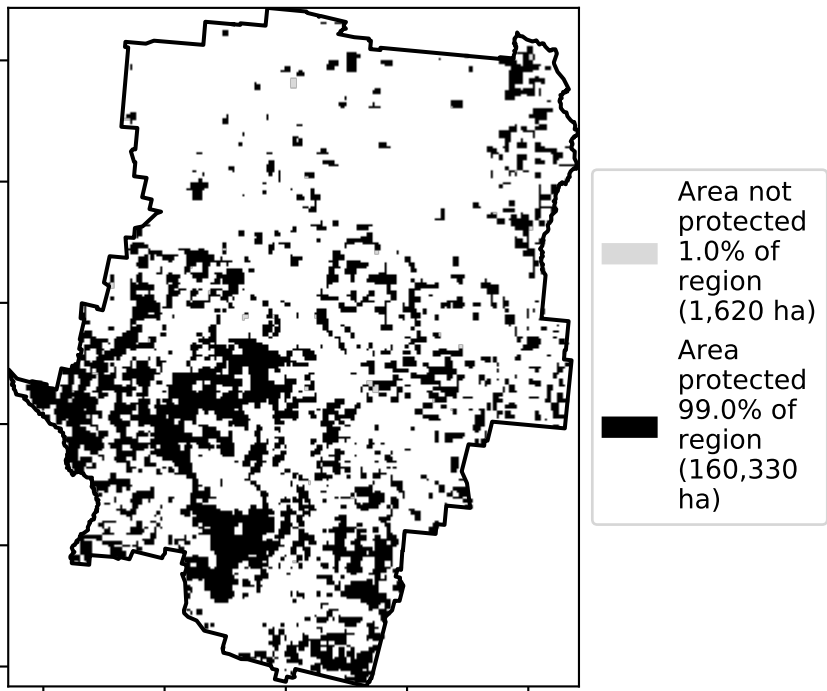 Area not
protected
1.0% of
region
(1,620 ha)
Area
protected
99.0% of
region
(160,330
ha)